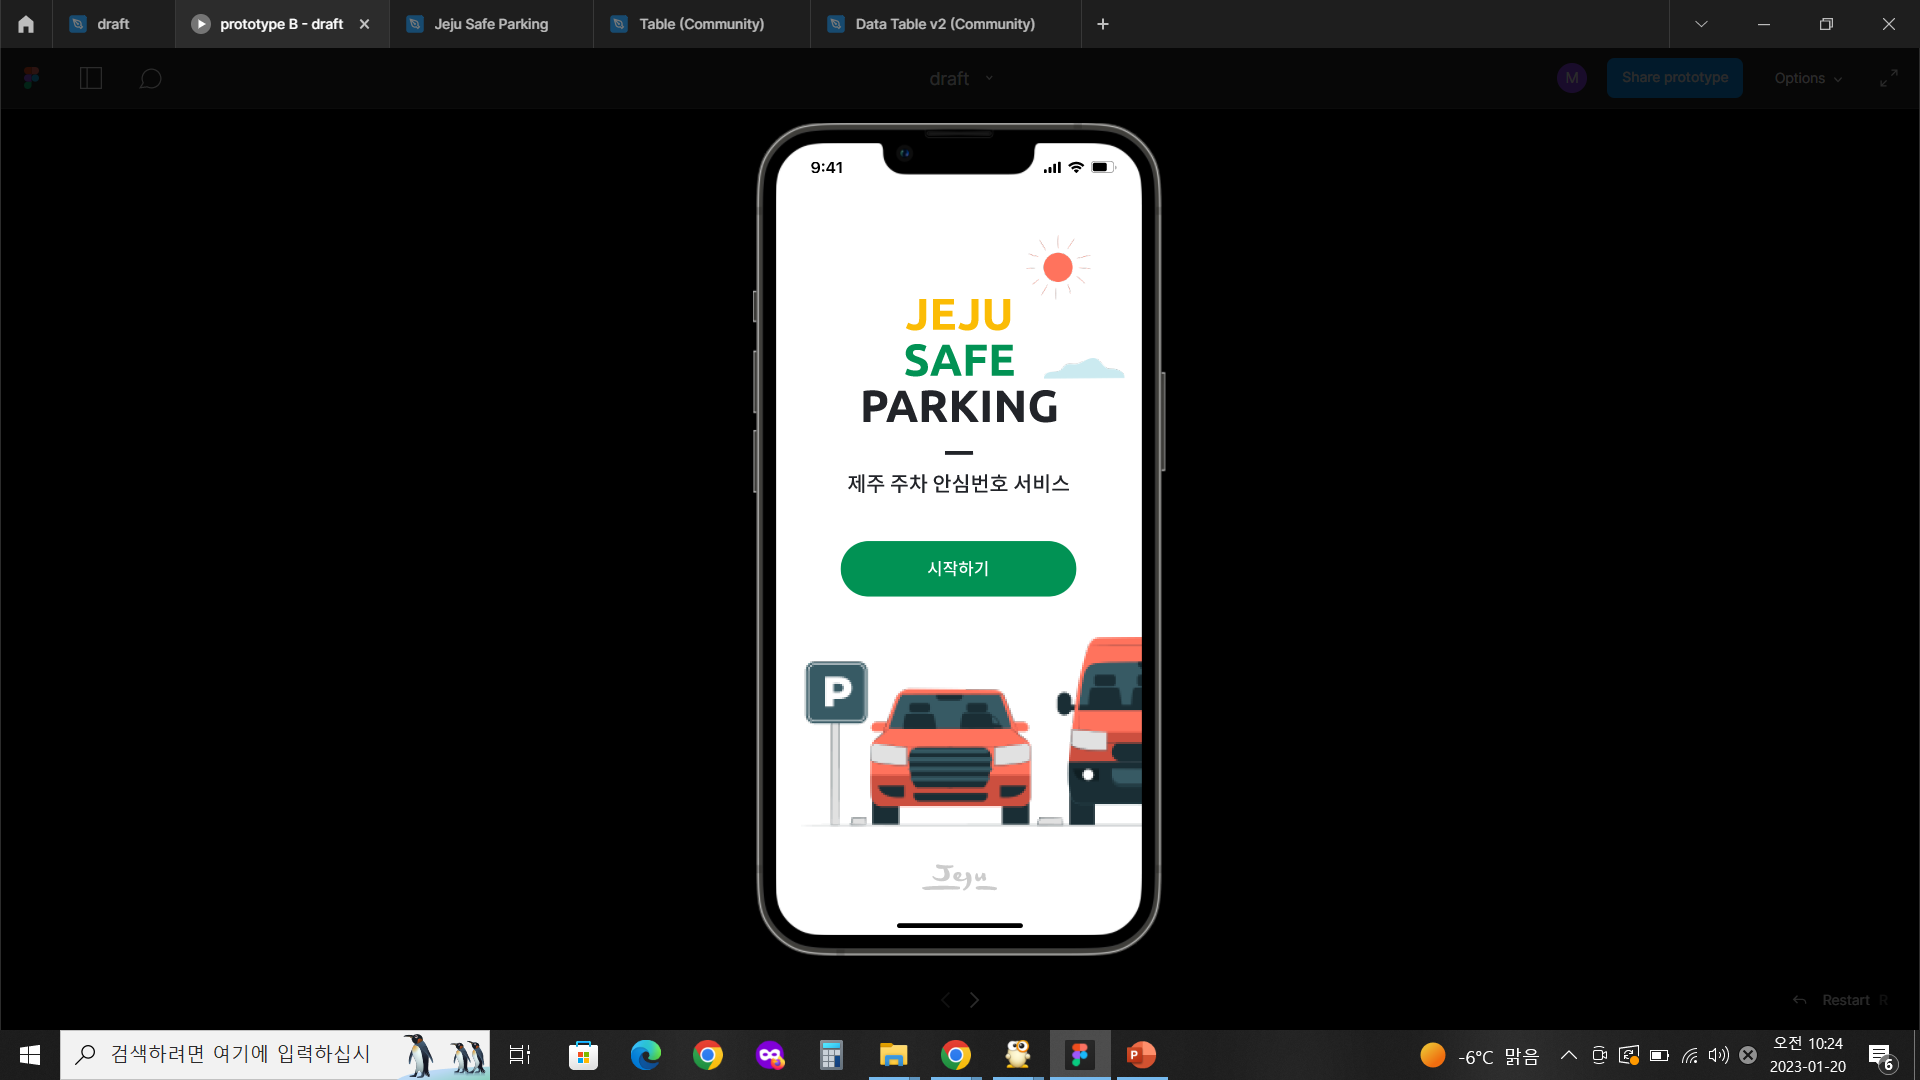 draft
prototype B - draft
Jeju Safe Parking
Table (Community)
Data Table v2 (Community)
draft
M
Share prototype
Options
9:41
JEJU
SAFE
PARKING
제주 주차 안심번호 서비스
시작하기
P
Jeju
Restart R
검색하려면 여기에 입력하십시
P
-6°C 맑음
오전 10:24
2023-01-20
6